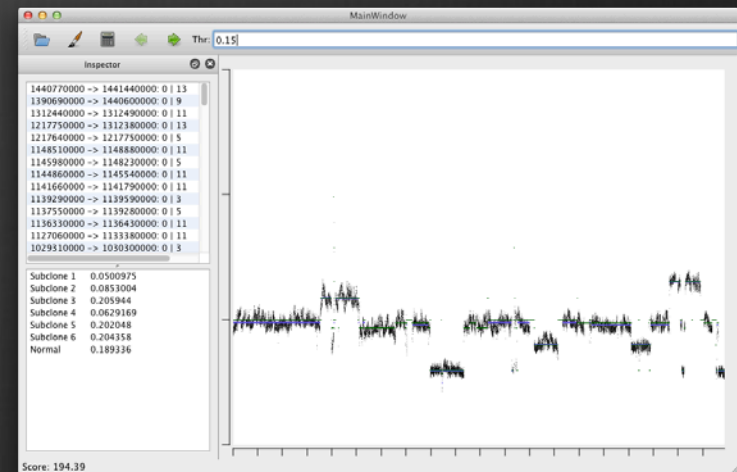 MainWindow
Thr: 0.15
Inspector
1440770000 -> 1441440000: 0 | 13
1390690000 -> 1440600000: 0 | 9
1312440000 -> 1312490000: 0 | 11
1217750000 -> 1312380000: 0 | 13
1217640000 -> 1217750000: 0 | 5
1148510000 -> 1148880000: 0 | 11
1145980000 -> 1148230000: 0 | 5
1144860000 -> 1145540000: 0 | 11
1141660000 -> 1141790000: 0 | 11
1139290000 -> 1139590000: 0 | 3
1137550000 -> 1139280000: 0 | 5
1136330000 -> 1136430000: 0 | 11
1127060000 -> 1133380000: 0 | 11
1029310000 -> 1030300000: 0 | 3
Subclone 1 0.0500975
Subclone 2 0.0853004
Subclone 3 0.205944
Subclone 4 0.0629169
Subclone 5 0.202048
Subclone 6 0.204358
Normal 0.189336
Score: 194.39